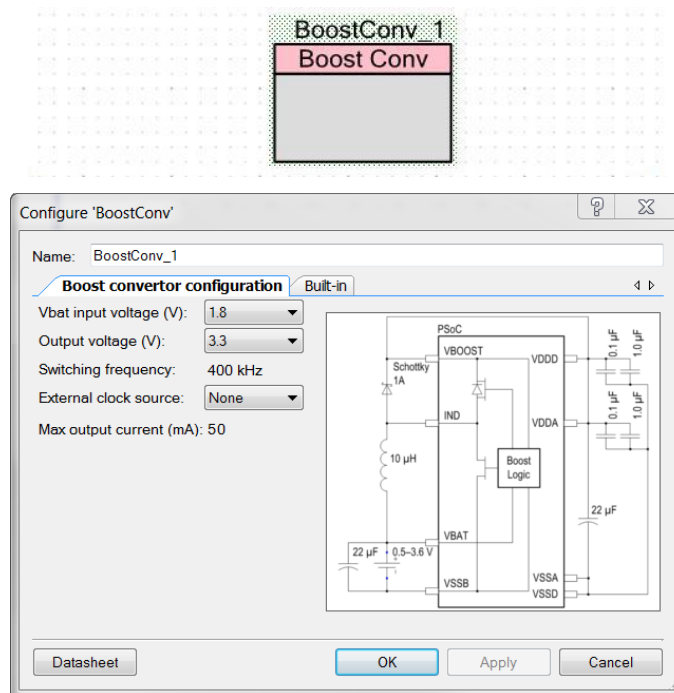 BoostConv_1
Boost Conv
Configure 'BoostConv'
Name: BoostConv_1
Boost convertor configuration Built-in
Vbat input voltage (V): 1.8
Output voltage (V): 3.3
Switching frequency: 400 kHz
External clock source: None
Max output current (mA): 50
PSoC
VBOOST
VDDD
0.1 µF
1.0 µF
Schottky
1A
IND
VDDA
0.1 µF
1.0 µF
10 µH
Boost
Logic
22 µF
VBAT
22 µF
0.5–3.6 V
VSSB
VSSA
VSSD
Datasheet OK Apply Cancel